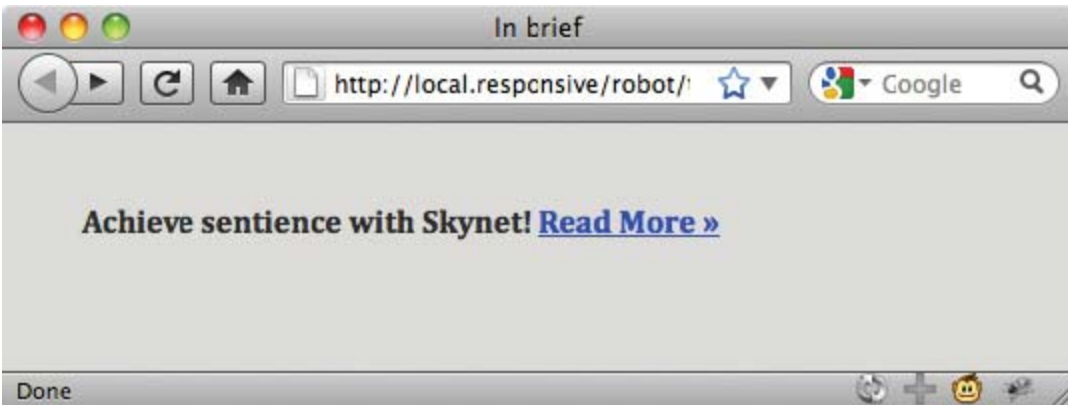 In brief
http://local.responsive/robot/
Google
Achieve sentience with Skynet! Read More »
Done